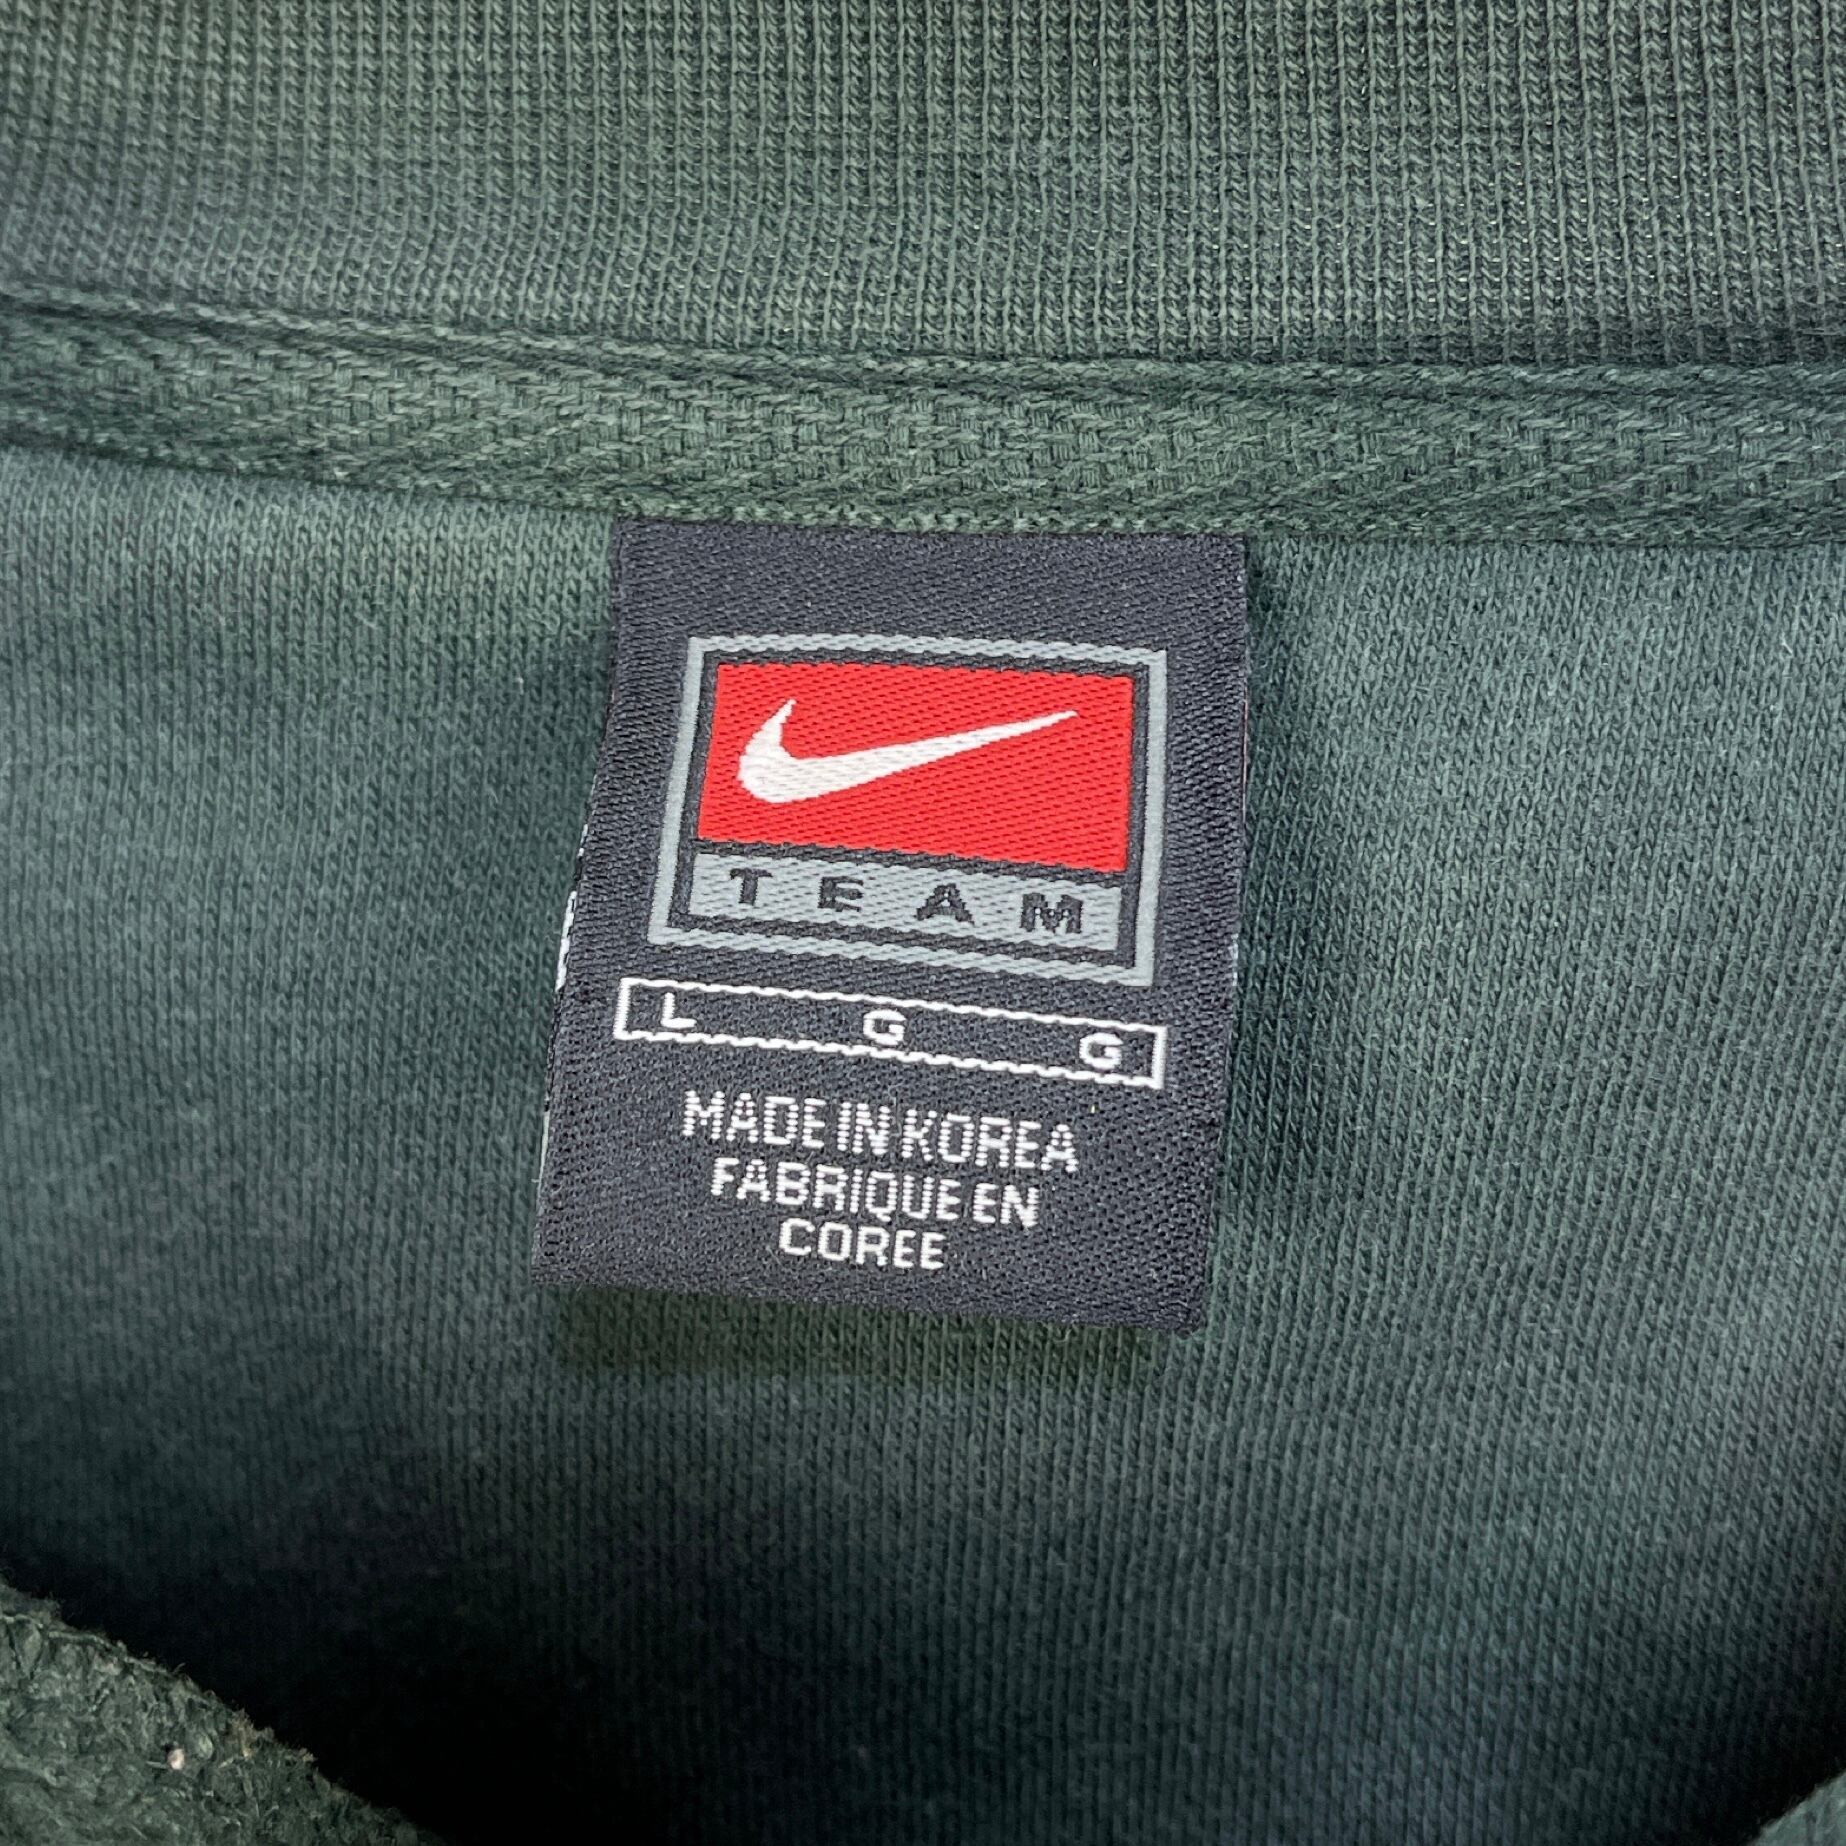 TEAM
L G G
MADE IN KOREA
FABRIQUE EN
COREE